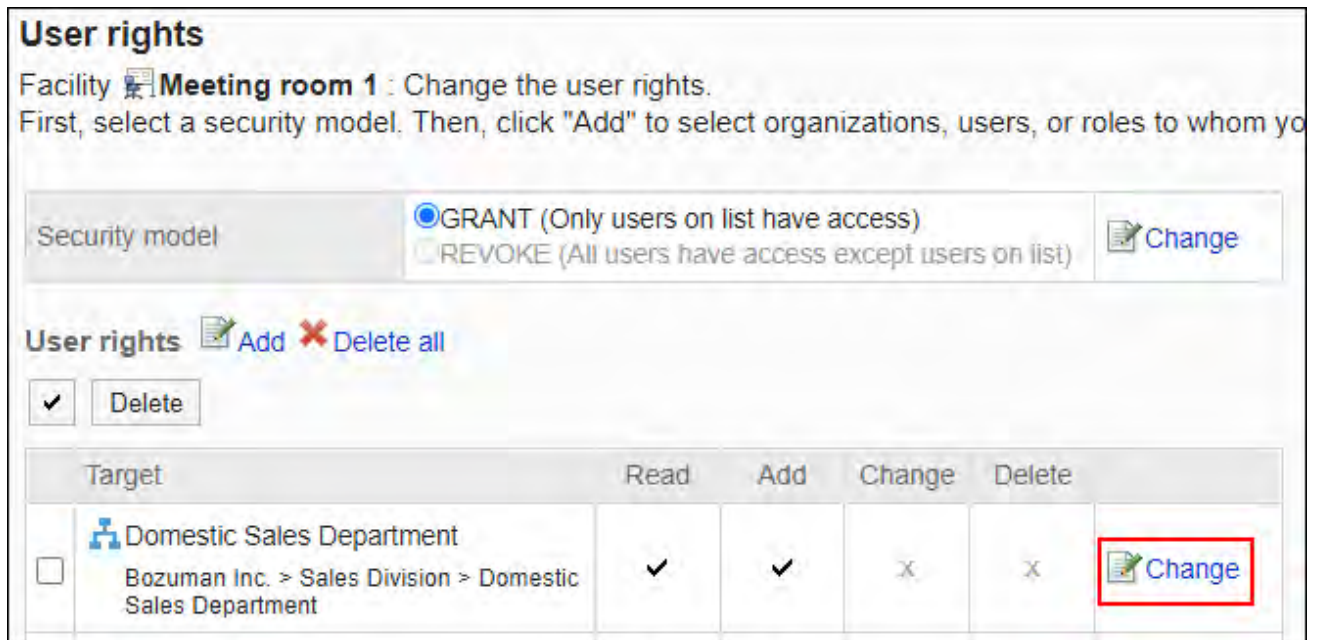 User rights
Facility Meeting room 1 : Change the user rights.
First, select a security model. Then, click "Add" to select organizations, users, or roles to whom yo
Security model
GRANT (Only users on list have access)
REVOKE (All users have access except users on list)
Change
User rights Add Delete all
Delete
Target Read Add Change Delete
Domestic Sales Department
Bozuman Inc. > Sales Division > Domestic
Sales Department
x x Change